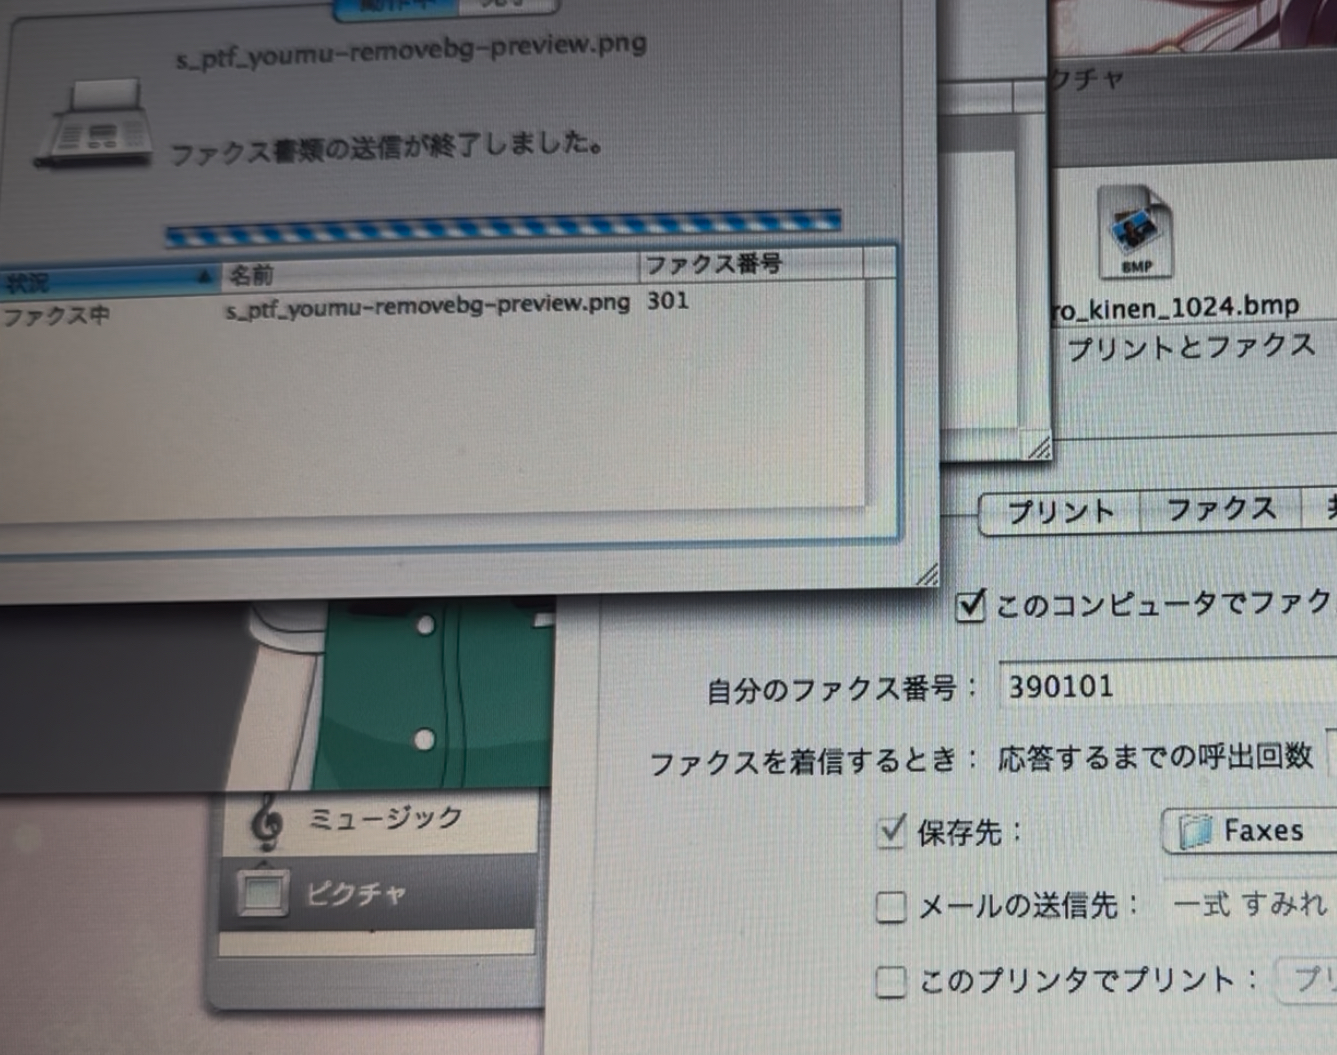 動作中
s_ptf_youmu-removebg-preview.png
ファクス書類の送信が終了しました。
状況 名前 ファクス番号
ファクス中 s_ptf_youmu-removebg-preview.png 301
クチャ
BMP
ro_kinen_1024.bmp
プリントとファクス
プリント ファクス
このコンピュータでファク
自分のファクス番号： 390101
ファクスを着信するとき： 応答するまでの呼出回数
保存先： Faxes
メールの送信先： 一式 すみれ
このプリンタでプリント： プリ
ミュージック
ピクチャ